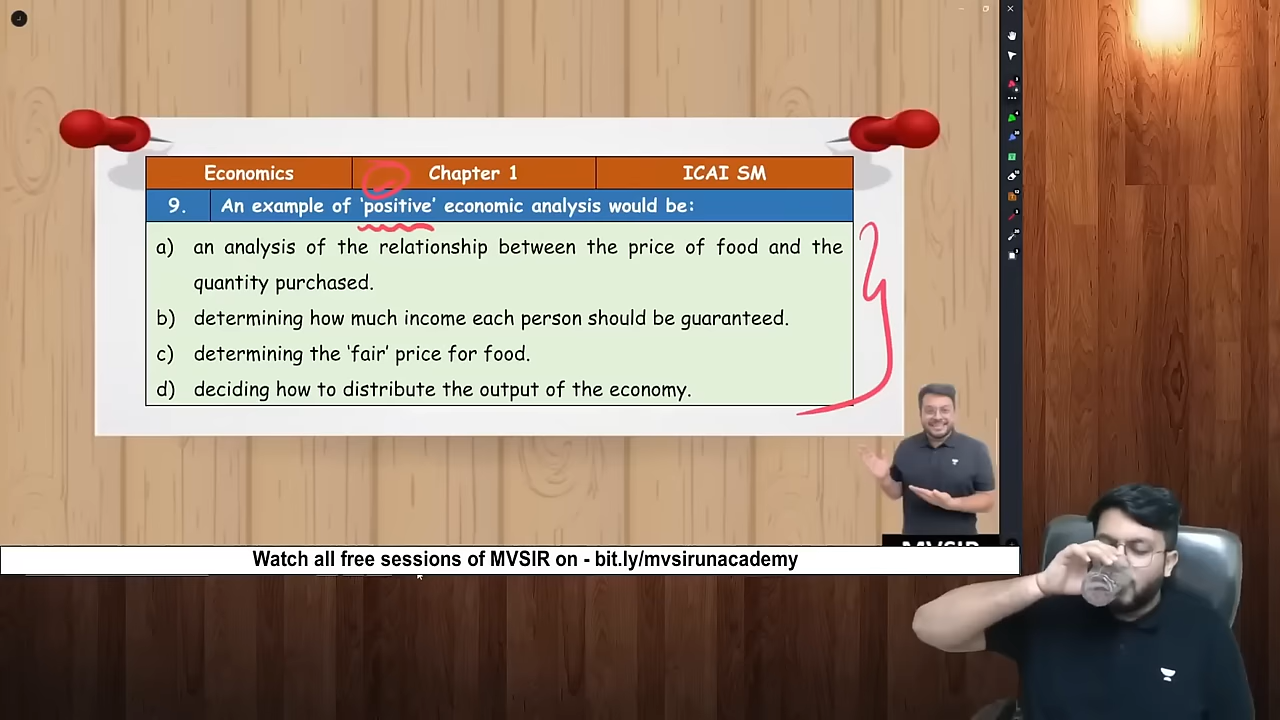 Economics Chapter 1 ICAI SM
9. An example of ‘positive’ economic analysis would be:
a) an analysis of the relationship between the price of food and the
quantity purchased.
b) determining how much income each person should be guaranteed.
c) determining the ‘fair’ price for food.
d) deciding how to distribute the output of the economy.
MVSIR
Watch all free sessions of MVSIR on - bit.ly/mvsirunacademy